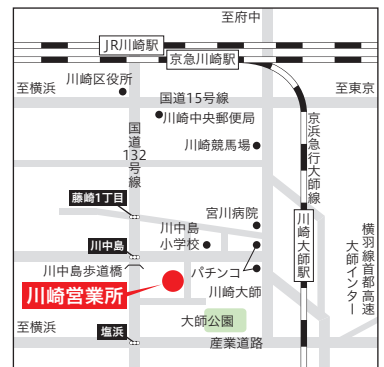 至府中
JR川崎駅
京急川崎駅
川崎区役所
至横浜
至東京
国道15号線
川崎中央郵便局
国道132号線
川崎競馬場
京浜急行大師線
藤崎1丁目
宮川病院
川中島
小学校
川崎大師駅
横羽線首都高速
大師インター
川中島
川中島歩道橋
パチンコ
川崎営業所
川崎大師
大師公園
至横浜
塩浜
産業道路